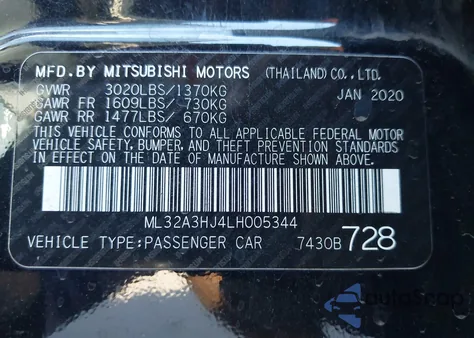 MFD.BY MITSUBISHI MOTORS (THAILAND) CO.,LTD.
GVWR 3020LBS/1370KG JAN 2020
GAWR FR 1609LBS/ 730KG
GAWR RR 1477LBS/ 670KG
THIS VEHICLE CONFORMS TO ALL APPLICABLE FEDERAL MOTOR
VEHICLE SAFETY, BUMPER, AND THEFT PREVENTION STANDARDS
IN EFFECT ON THE DATE OF MANUFACTURE SHOWN ABOVE.
ML32A3HJ4LH005344
VEHICLE TYPE:PASSENGER CAR 7430B 728
autoScap